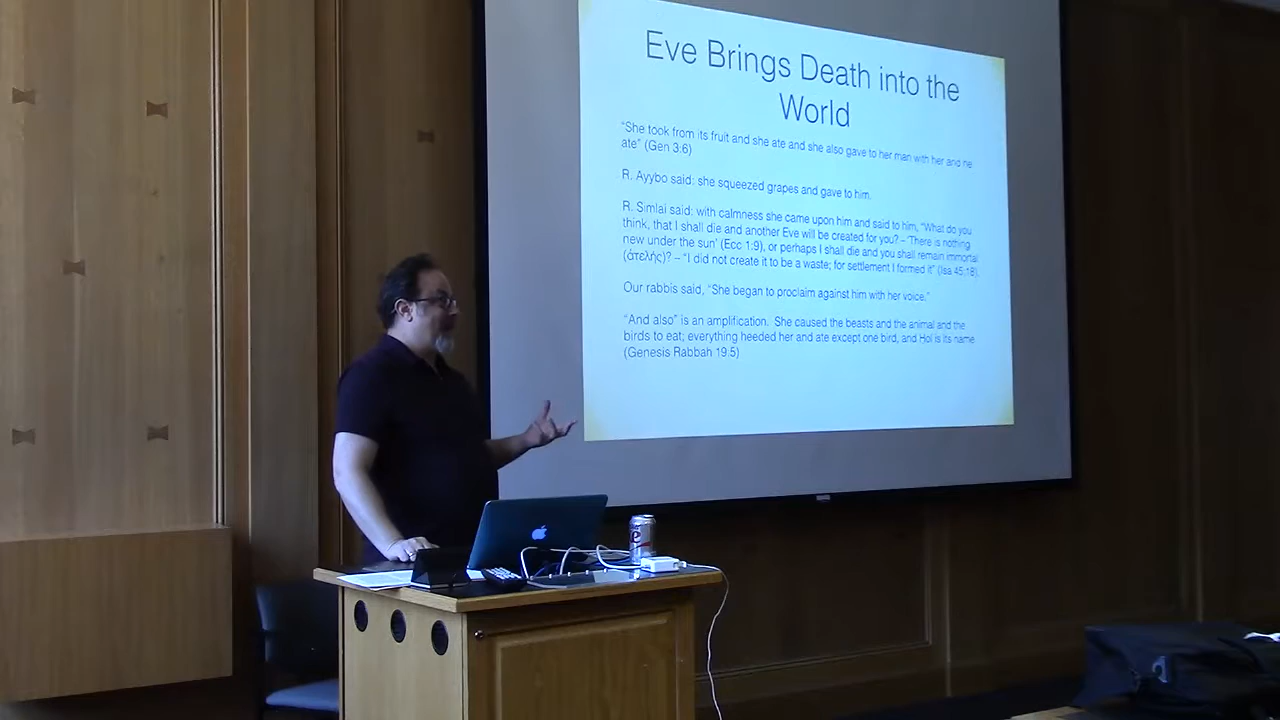 Eve Brings Death into the
World
“She took from its fruit and she ate and she also gave to her man with her and he
ate” (Gen 3:6)
R. Ayybo said: she squeezed grapes and gave to him.
R. Simlai said: with calmness she came upon him and said to him, “What do you
think, that I shall die and another Eve will be created for you? – ‘There is nothing
new under the sun’ (Ecc 1:9), or perhaps I shall die and you shall remain immortal
(ἀτελής)? – “I did not create it to be a waste; for settlement I formed it” (Isa 45:18).
Our rabbis said, “She began to proclaim against him with her voice.”
“And also” is an amplification. She caused the beasts and the animal and the
birds to eat; everything heeded her and ate except one bird, and Hol is its name
(Genesis Rabbah 19:5)